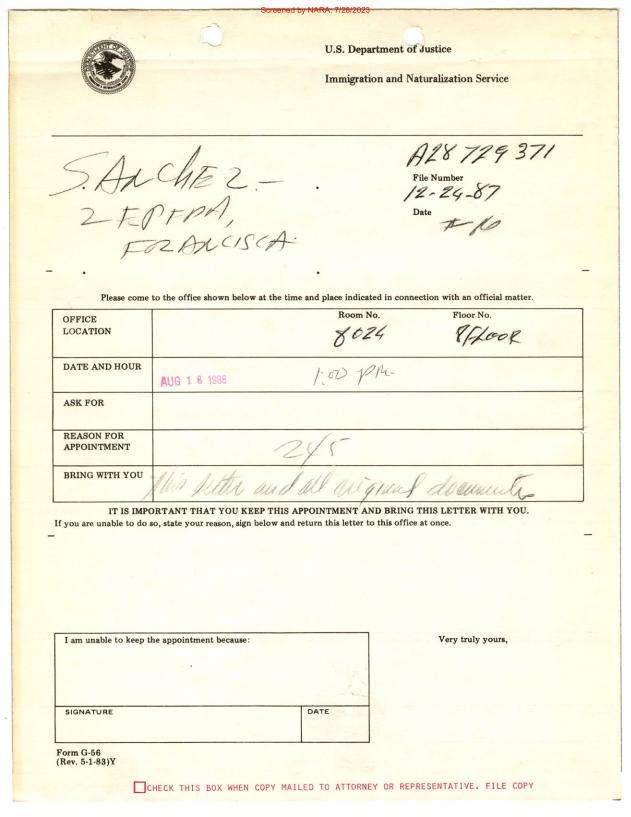 Screened by NARA, 7/28/2023
U.S. Department of Justice
Immigration and Naturalization Service
A28 729 371
File Number
12-24-87
Date
SANCHEZ-
FRANCISCA
Please come to the office shown below at the time and place indicated in connection with an official matter.
OFFICE LOCATION
Room No.
8024
Floor No.
FLOOR
DATE AND HOUR
AUG 16 1988
1:00 PM.
ASK FOR
REASON FOR APPOINTMENT
245
BRING WITH YOU
this letter and all original documents
IT IS IMPORTANT THAT YOU KEEP THIS APPOINTMENT AND BRING THIS LETTER WITH YOU.
If you are unable to do so, state your reason, sign below and return this letter to this office at once.
I am unable to keep the appointment because:
Very truly yours,
SIGNATURE
DATE
Form G-56
(Rev. 5-1-83)Y
CHECK THIS BOX WHEN COPY MAILED TO ATTORNEY OR REPRESENTATIVE. FILE COPY